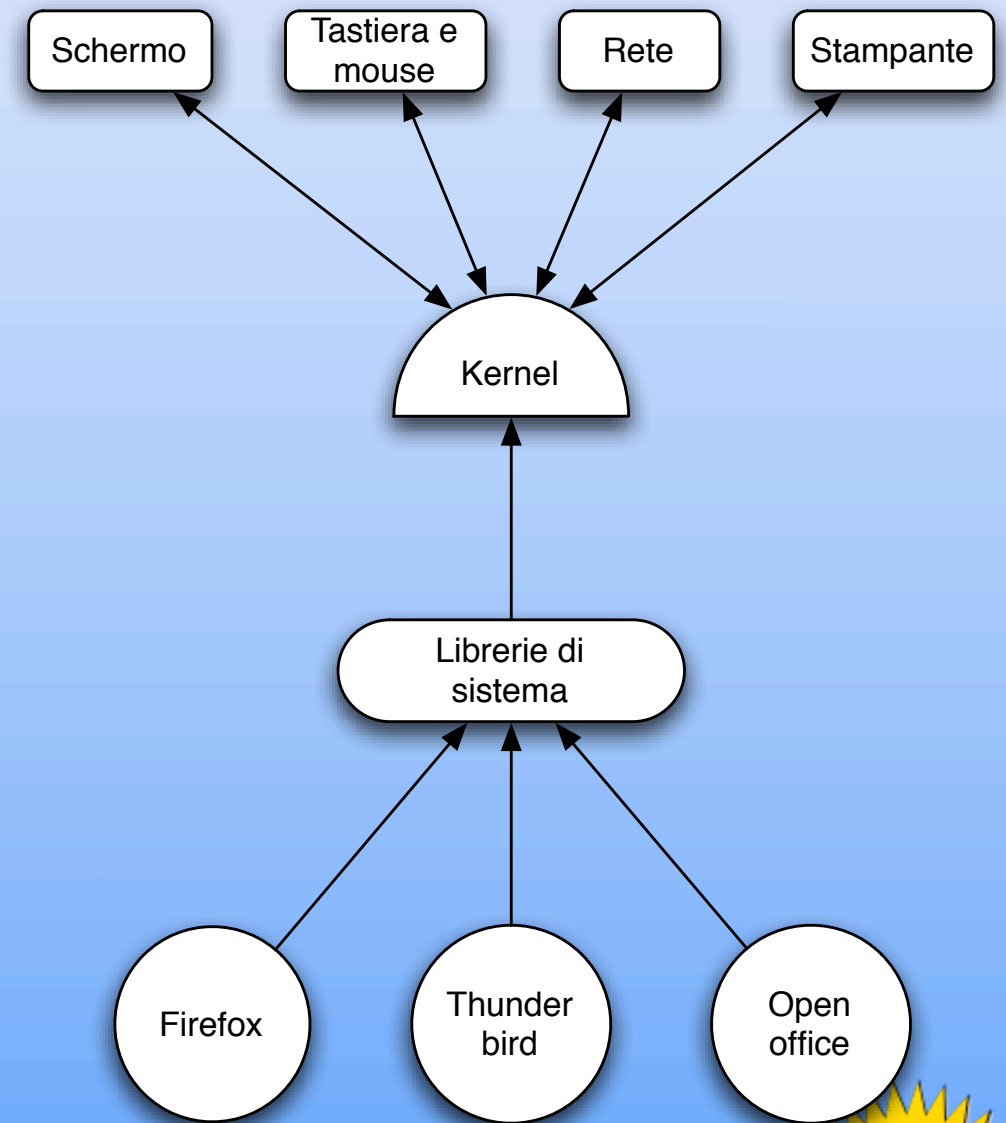 Schermo
Tastiera e
mouse
Rete
Stampante
Kernel
Librerie di
sistema
Firefox
Thunder
bird
Open
office